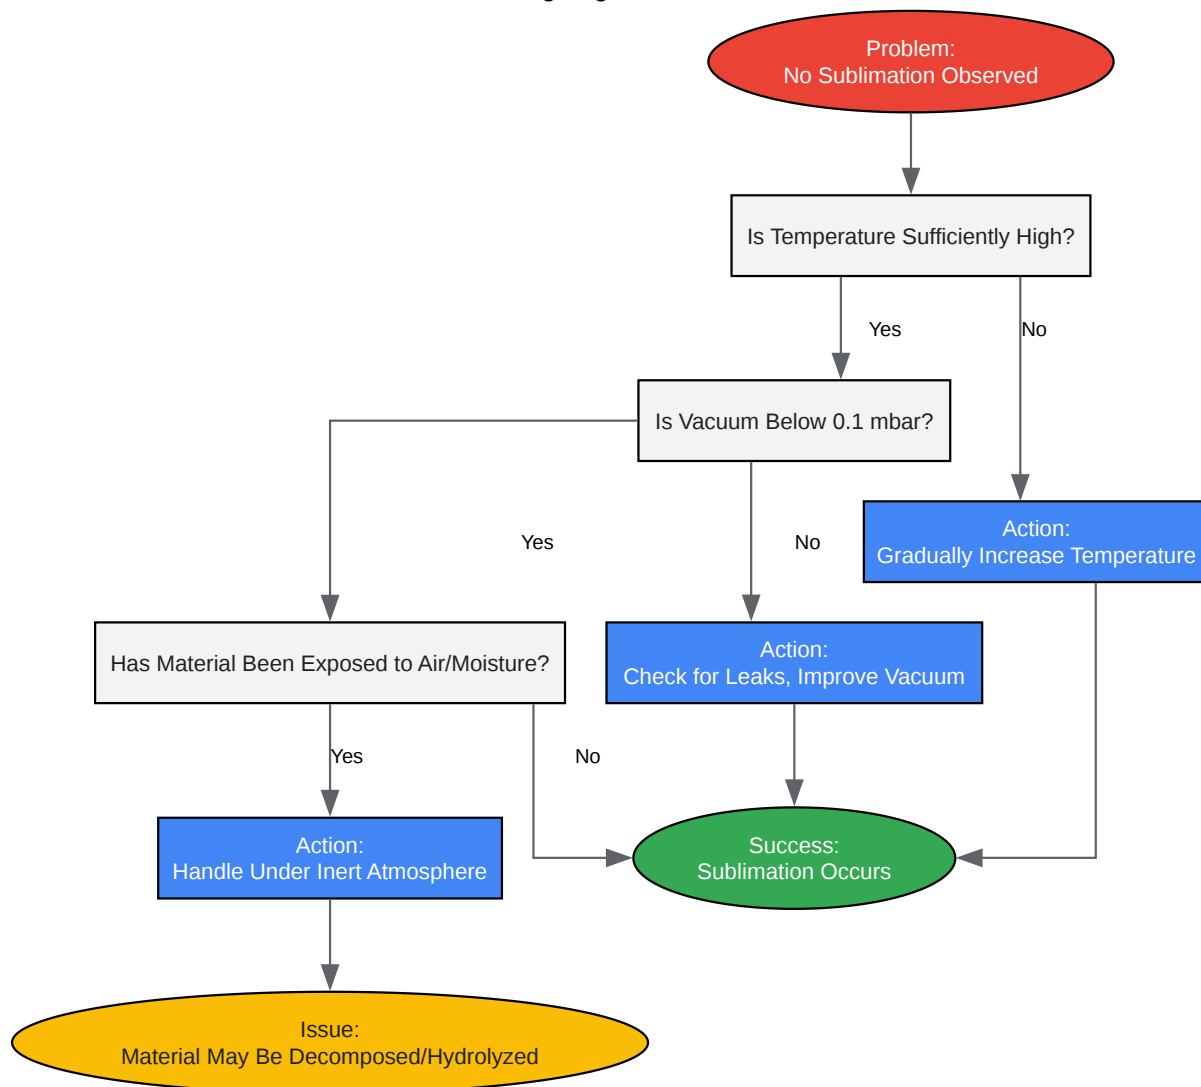 Problem:
No Sublimation Observed
Is Temperature Sufficiently High?
Yes
No
Is Vacuum Below 0.1 mbar?
Yes
No
Action:
Gradually Increase Temperature
Has Material Been Exposed to Air/Moisture?
Action:
Check for Leaks, Improve Vacuum
Yes
No
Action:
Handle Under Inert Atmosphere
Success:
Sublimation Occurs
Issue:
Material May Be Decomposed/Hydrolyzed